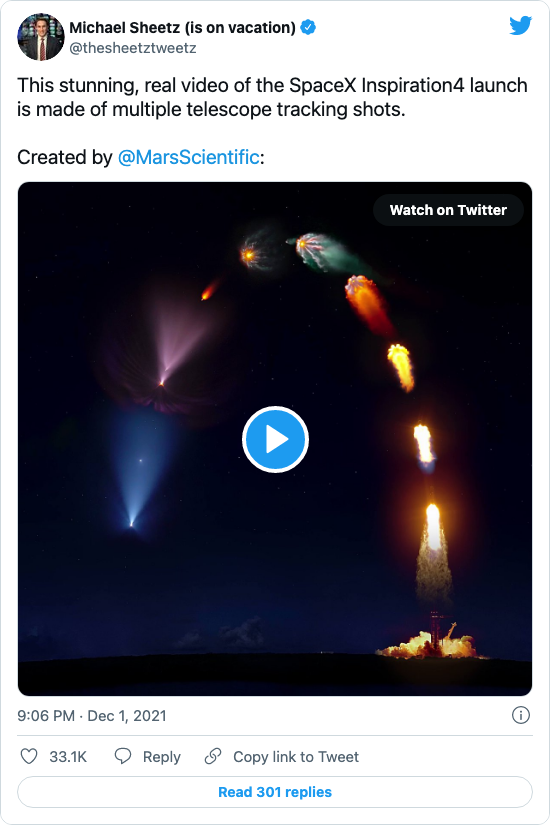 Michael Sheetz (is on vacation)
@thesheetztweetz
This stunning, real video of the SpaceX Inspiration4 launch
is made of multiple telescope tracking shots.
Created by @MarsScientific:
Watch on Twitter
9:06 PM · Dec 1, 2021
33.1K
Reply
Copy link to Tweet
Read 301 replies